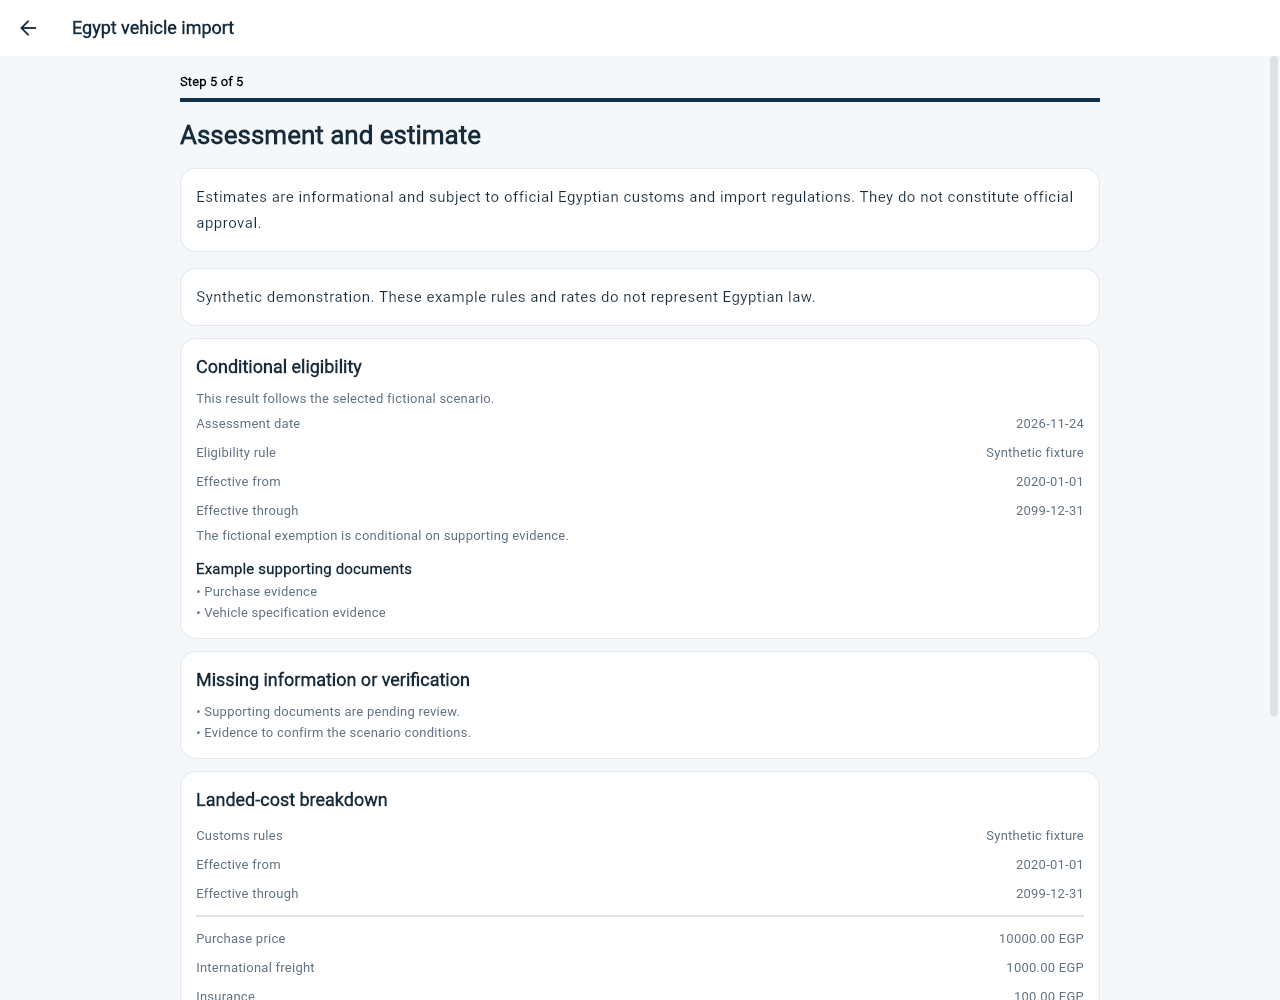 Egypt vehicle import
Step 5 of 5
Assessment and estimate
Estimates are informational and subject to official Egyptian customs and import regulations. They do not constitute official
approval.
Synthetic demonstration. These example rules and rates do not represent Egyptian law.
Conditional eligibility
This result follows the selected fictional scenario.
Assessment date 2026-11-24
Eligibility rule Synthetic fixture
Effective from 2020-01-01
Effective through 2099-12-31
The fictional exemption is conditional on supporting evidence.
Example supporting documents
• Purchase evidence
• Vehicle specification evidence
Missing information or verification
• Supporting documents are pending review.
• Evidence to confirm the scenario conditions.
Landed-cost breakdown
Customs rules Synthetic fixture
Effective from 2020-01-01
Effective through 2099-12-31
Purchase price 10000.00 EGP
International freight 1000.00 EGP
Insurance 100.00 EGP